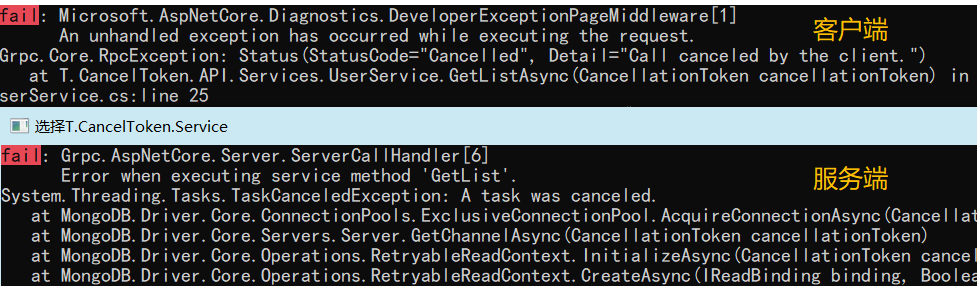 fail: Microsoft.AspNetCore.Diagnostics.DeveloperExceptionPageMiddleware[1]
An unhandled exception has occurred while executing the request.
客户端
Grpc.Core.RpcException: Status(StatusCode="Cancelled", Detail="Call canceled by the client.")
at T.CancelToken.API.Services.UserService.GetListAsync(CancellationToken cancellationToken) in
serService.cs:line 25
选择T.CancelToken.Service
fail: Grpc.AspNetCore.Server.ServerCallHandler[6]
Error when executing service method 'GetList'.
服务端
System.Threading.Tasks.TaskCanceledException: A task was canceled.
at MongoDB.Driver.Core.ConnectionPools.ExclusiveConnectionPool.AcquireConnectionAsync(Cancellat
at MongoDB.Driver.Core.Servers.Server.GetChannelAsync(CancellationToken cancellationToken)
at MongoDB.Driver.Core.Operations.RetryableReadContext.InitializeAsync(CancellationToken cancel
at MongoDB.Driver.Core.Operations.RetryableReadContext.CreateAsync(IReadBinding binding, Boolea